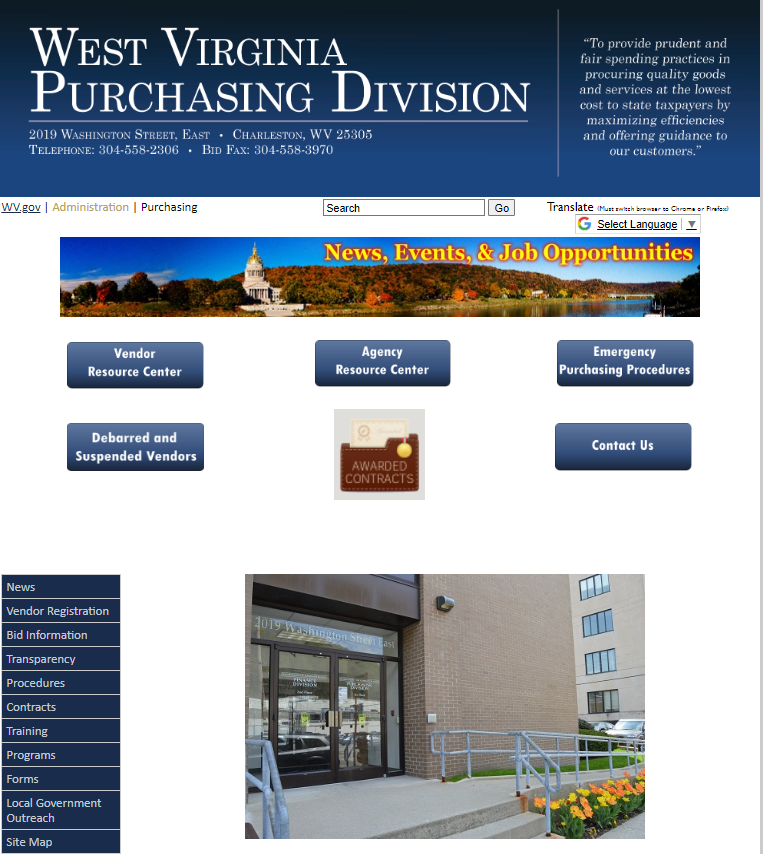 West Virginia
Purchasing Division
2019 Washington Street, East • Charleston, WV 25305
Telephone: 304-558-2306 • Bid Fax: 304-558-3970
“To provide prudent and
fair spending practices in
procuring quality goods
and services at the lowest
cost to state taxpayers by
maximizing efficiencies
and offering guidance to
our customers.”
WV.gov | Administration | Purchasing
Search Go
Translate (Must switch browser to Chrome or Firefox)
G Select Language ▼
News, Events, & Job Opportunities
Vendor
Resource Center
Agency
Resource Center
Emergency
Purchasing Procedures
Debarred and
Suspended Vendors
AWARDED
CONTRACTS
Contact Us
News
Vendor Registration
Bid Information
Transparency
Procedures
Contracts
Training
Programs
Forms
Local Government
Outreach
Site Map
2019 Washington Street East
FINANCE
DIVISION
PURCHASING
DIVISION